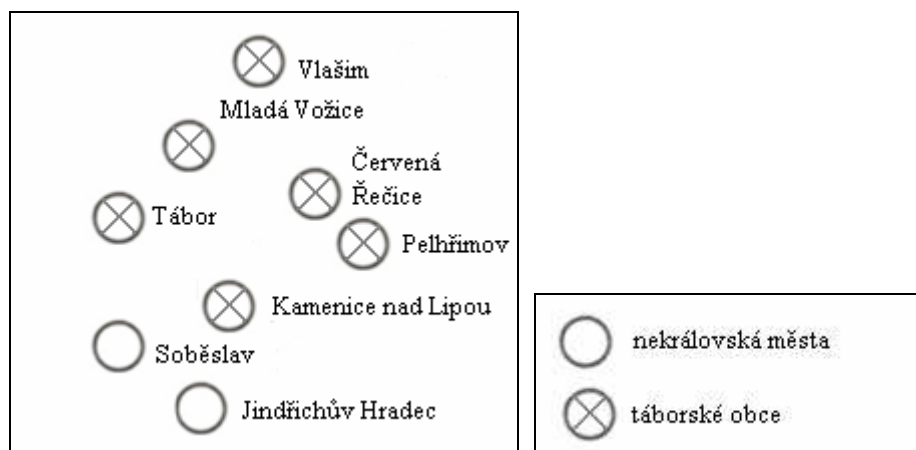 Vlašim
Mladá Vožice
Červená
Řečice
Tábor
Pelhřimov
Kamenice nad Lipou
Soběslav
Jindřichův Hradec
nekrálovská města
táborské obce